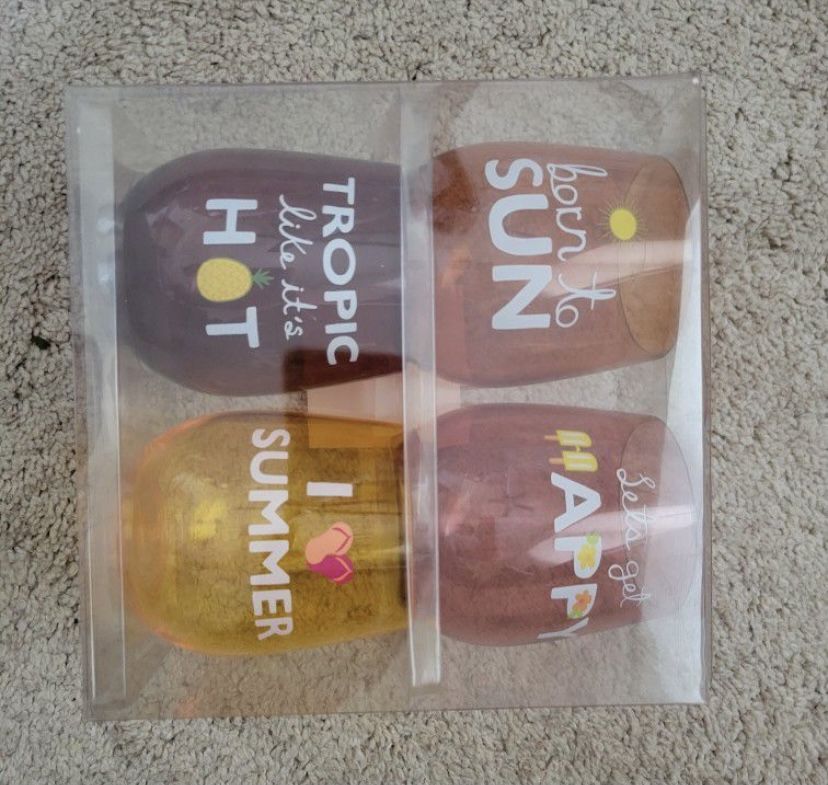 born to
SUN
let's get
HAPPY
TROPIC
like it's
HOT
I
SUMMER